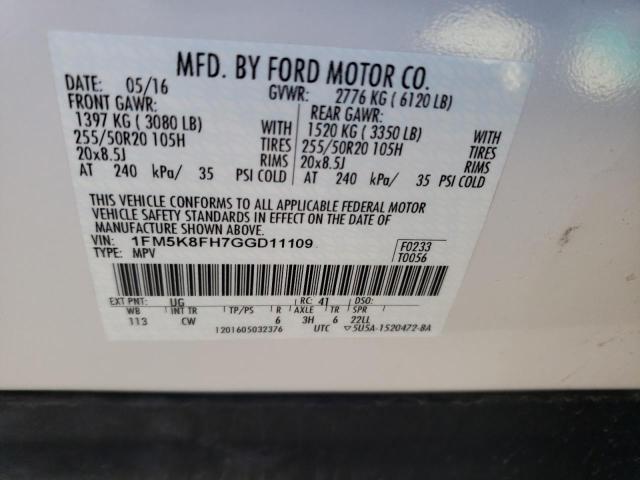 MFD. BY FORD MOTOR CO.
DATE: 05/16 GVWR: 2776 KG ( 6120 LB)
FRONT GAWR: REAR GAWR:
1397 KG ( 3080 LB) WITH 1520 KG ( 3350 LB) WITH
255/50R20 105H TIRES 255/50R20 105H TIRES
20x8.5J RIMS 20x8.5J RIMS
AT 240 kPa/ 35 PSI COLD AT 240 kPa/ 35 PSI COLD
THIS VEHICLE CONFORMS TO ALL APPLICABLE FEDERAL MOTOR
VEHICLE SAFETY STANDARDS IN EFFECT ON THE DATE OF
MANUFACTURE SHOWN ABOVE.
VIN: 1FM5K8FH7GGD11109 F0233
TYPE: MPV T0056
EXT PNT: UG RC: 41 DSO:
WB INT TR TP/PS R AXLE TR SPR
113 CW 6 3H 6 22LL
1201605032376 UTC ▽5U5A-1520472-BA